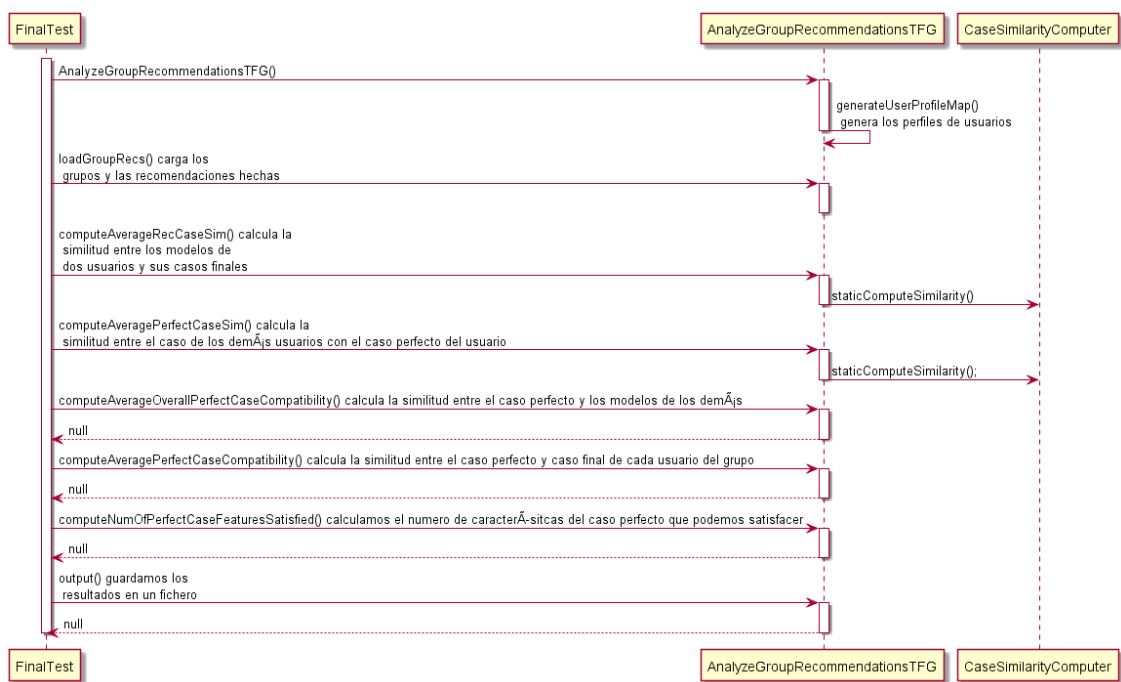 FinalTest
AnalyzeGroupRecommendationsTFG
CaseSimilarityComputer
AnalyzeGroupRecommendationsTFG()
generateUserProfileMap()
genera los perfiles de usuarios
loadGroupRecs() carga los
grupos y las recomendaciones hechas
computeAverageRecCaseSim() calcula la
similitud entre los modelos de
dos usuarios y sus casos finales
staticComputeSimilarity()
computeAveragePerfectCaseSim() calcula la
similitud entre el caso de los demÃ¡s usuarios con el caso perfecto del usuario
staticComputeSimilarity();
computeAverageOverallPerfectCaseCompatibility() calcula la similitud entre el caso perfecto y los modelos de los demÃ¡s
null
computeAveragePerfectCaseCompatibility() calcula la similitud entre el caso perfecto y caso final de cada usuario del grupo
null
computeNumOfPerfectCaseFeaturesSatisfied() calculamos el numero de caracterÃ-sitcas del caso perfecto que podemos satisfacer
null
output() guardamos los
resultados en un fichero
null
FinalTest
AnalyzeGroupRecommendationsTFG
CaseSimilarityComputer